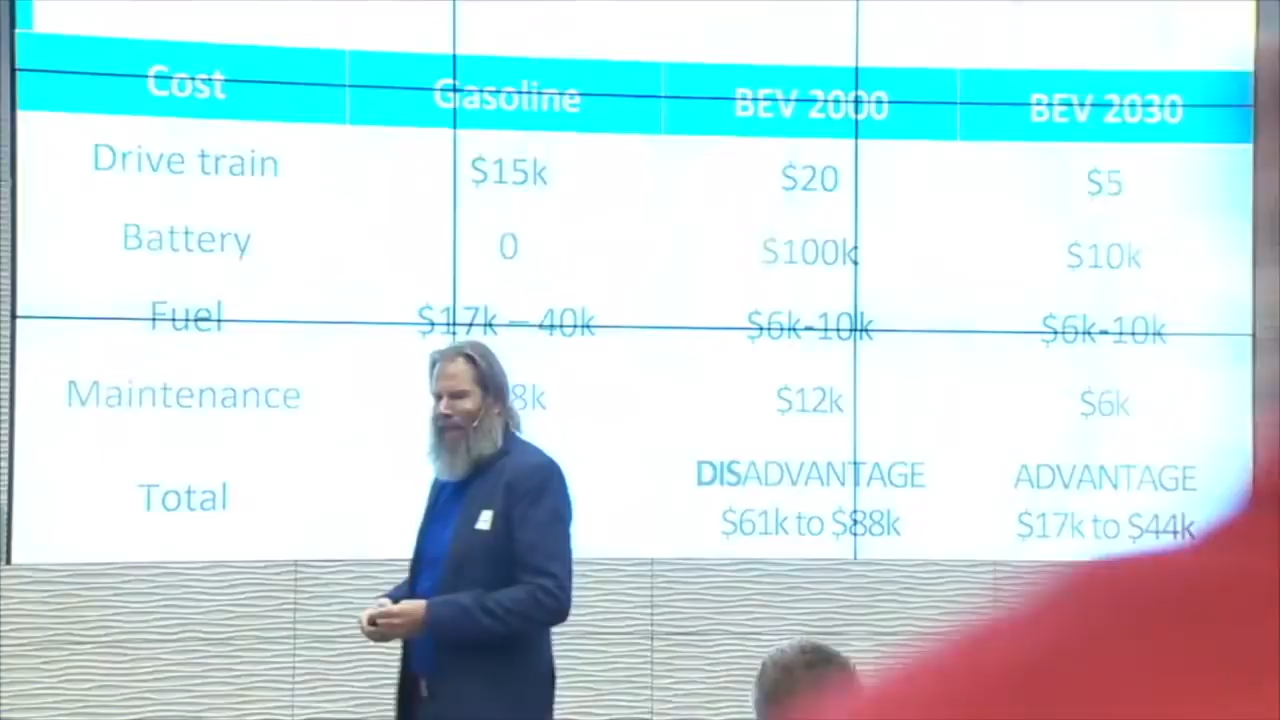 Cost Gasoline BEV 2000 BEV 2030
Drive train $15k $20 $5
Battery 0 $100k $10k
Fuel $17k – 40k $6k-10k $6k-10k
Maintenance 8k $12k $6k
DISADVANTAGE ADVANTAGE
Total
$61k to $88k $17k to $44k